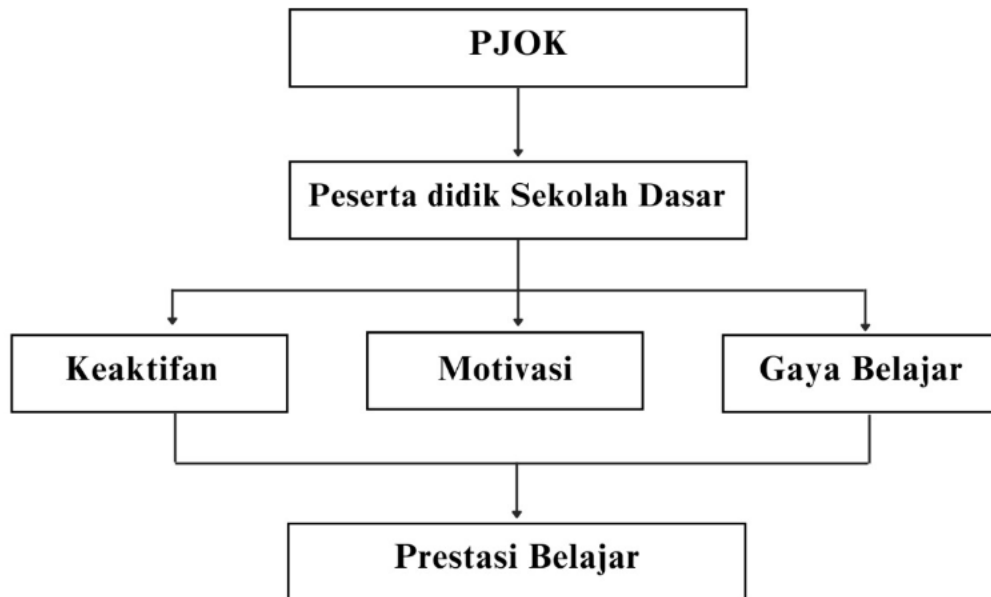 PJOK
Peserta didik Sekolah Dasar
Keaktifan
Motivasi
Gaya Belajar
Prestasi Belajar